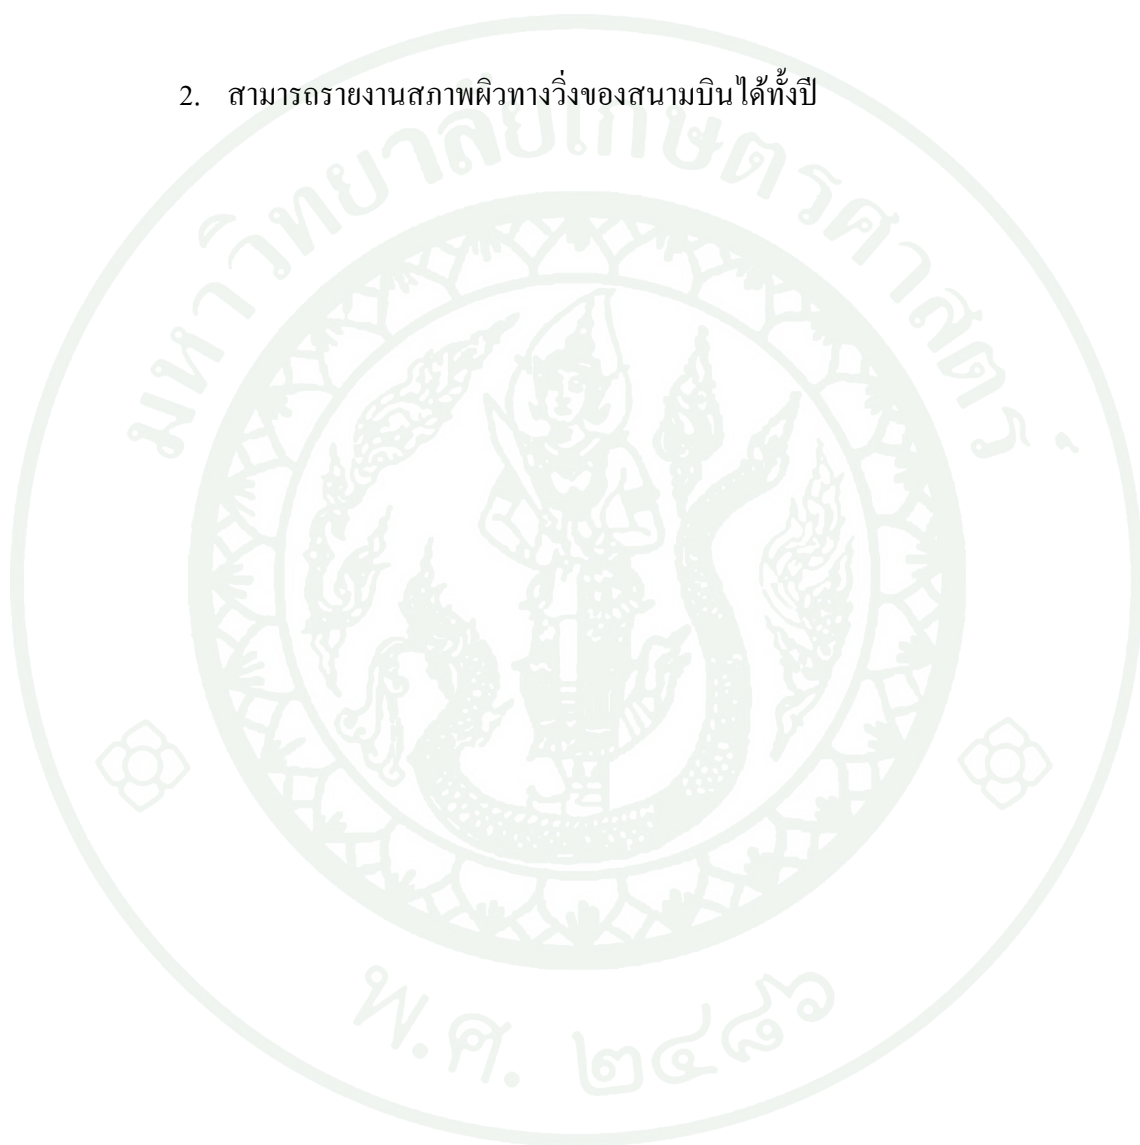 2. สามารถรายงานสภาพผิวทางวิ่งของสนามบินได้ทั้งปี
มหาวิทยาลัยเกษตรศาสตร์
พ.ศ. ๒๔๘๖